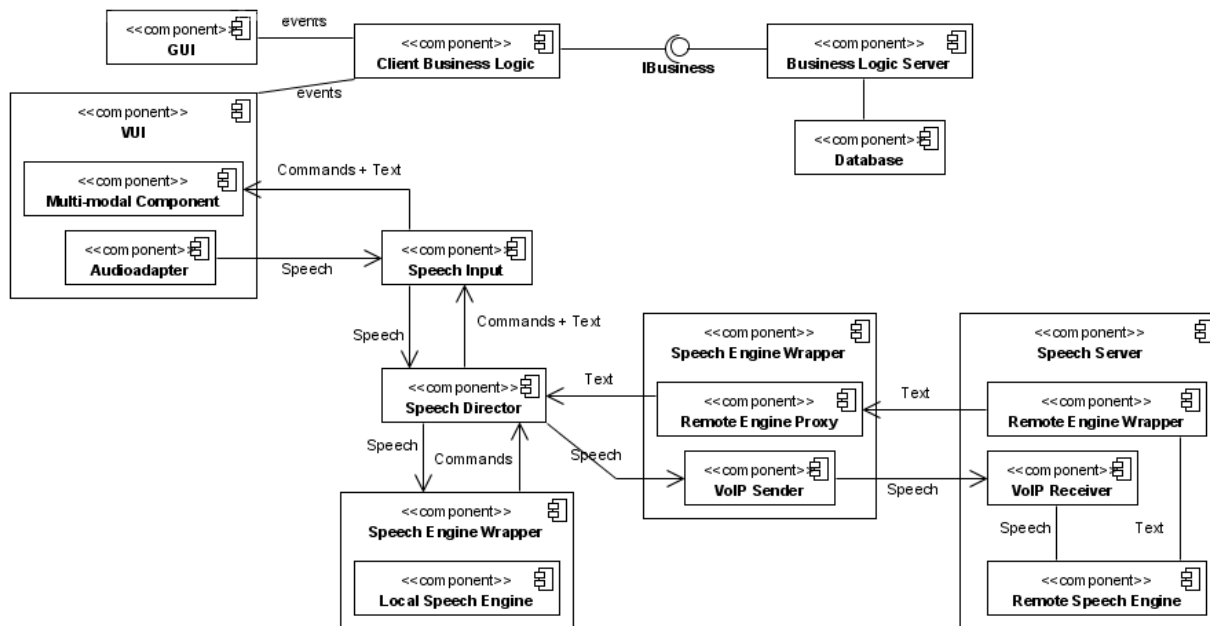 <<component>>
GUI
events
<<component>>
Client Business Logic
IBusiness
<<component>>
Business Logic Server
events
<<component>>
VUI
<<component>>
Database
<<component>>
Multi-modal Component
Commands + Text
<<component>>
Audioadapter
Speech
<<component>>
Speech Input
Speech
Commands + Text
<<component>>
Speech Engine Wrapper
<<component>>
Speech Server
<<component>>
Speech Director
Text
<<component>>
Remote Engine Proxy
Text
<<component>>
Remote Engine Wrapper
Speech
Commands
Speech
<<component>>
VoIP Sender
Speech
<<component>>
VoIP Receiver
<<component>>
Speech Engine Wrapper
Speech
Text
<<component>>
Local Speech Engine
<<component>>
Remote Speech Engine